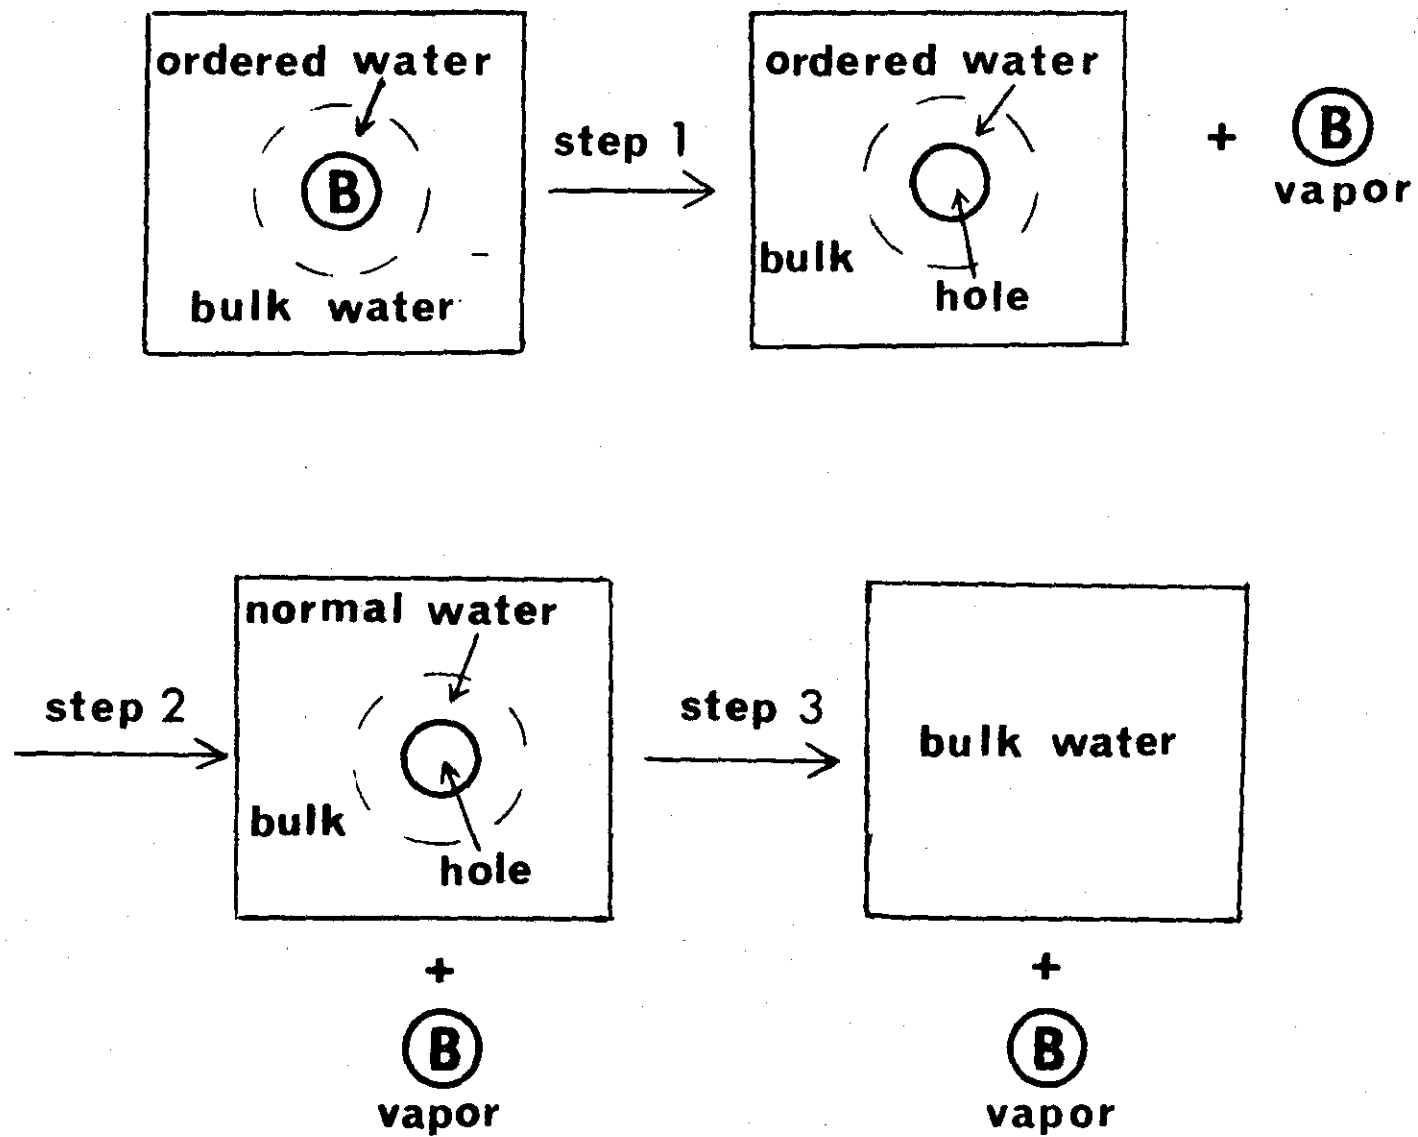 ordered water
B
bulk water
step 1
ordered water
bulk
hole
+
B
vapor
step 2
normal water
bulk
hole
+
B
vapor
step 3
bulk water
+
B
vapor